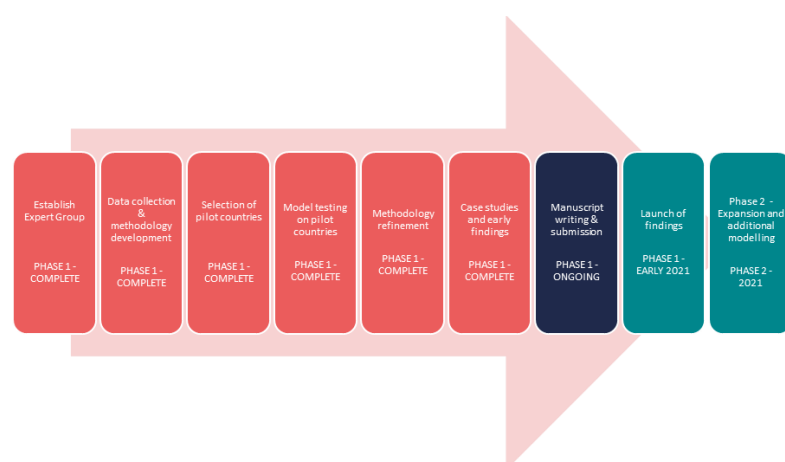 Establish
Expert Group
PHASE 1 -
COMPLETE
Data collection
&
methodology
development
PHASE 1 -
COMPLETE
Selection of
pilot countries
PHASE 1 -
COMPLETE
Model testing
on pilot
countries
PHASE 1 -
COMPLETE
Methodology
refinement
PHASE 1 -
COMPLETE
Case studies
and early
findings
PHASE 1 -
COMPLETE
Manuscript
writing &
submission
PHASE 1 -
ONGOING
Launch of
findings
PHASE 1 -
EARLY 2021
Phase 2 -
Expansion and
additional
modelling
PHASE 2 -
2021